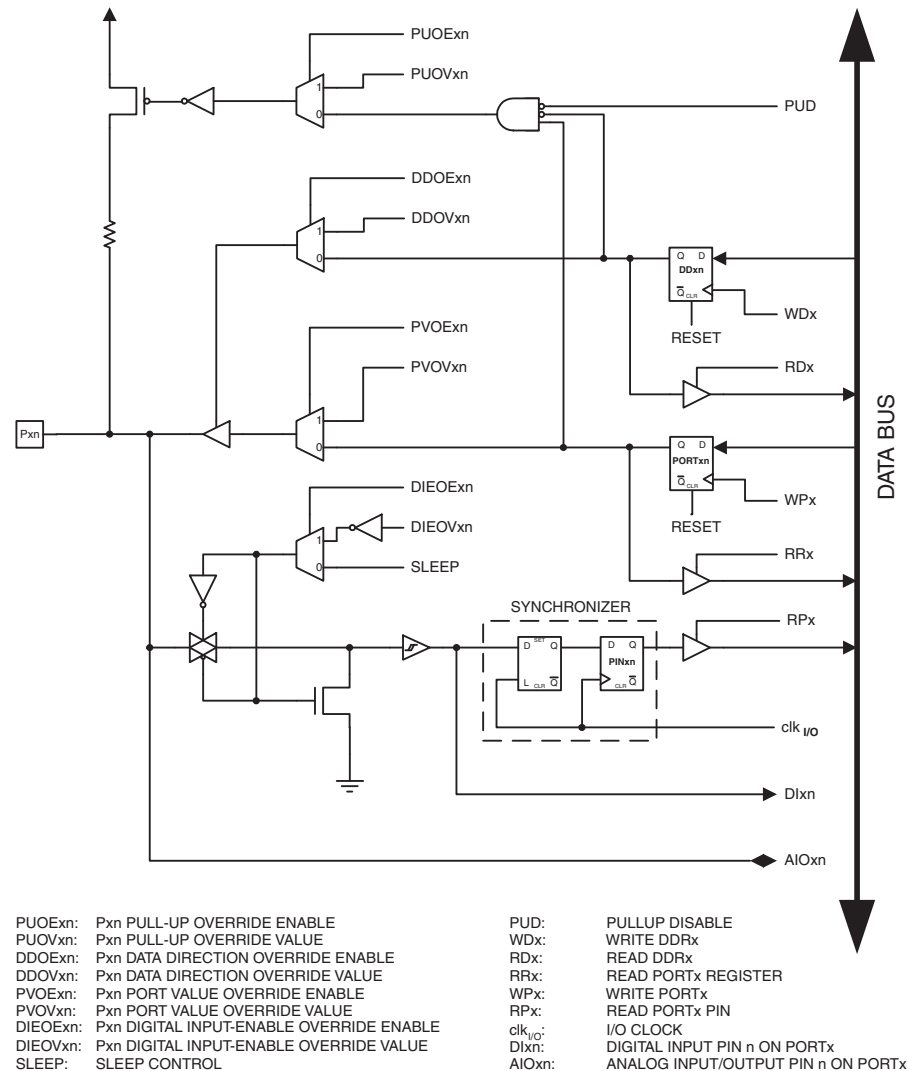 PUOExn
PUOVxn
1
0
PUD
DDOExn
DDOVxn
1
0
Q D
DDxn
Q CLR
WDx
RESET
RDx
PVOExn
PVOVxn
1
0
Pxn
Q D
PORTxn
Q CLR
WPx
RESET
DATA BUS
DIEOExn
DIEOVxn
1
0
SLEEP
RRx
SYNCHRONIZER
RPx
D SET Q
L CLR Q
D Q
PINxn
CLR Q
clk I/O
DIxn
AIOxn
PUOExn: Pxn PULL-UP OVERRIDE ENABLE
PUOVxn: Pxn PULL-UP OVERRIDE VALUE
DDOExn: Pxn DATA DIRECTION OVERRIDE ENABLE
DDOVxn: Pxn DATA DIRECTION OVERRIDE VALUE
PVOExn: Pxn PORT VALUE OVERRIDE ENABLE
PVOVxn: Pxn PORT VALUE OVERRIDE VALUE
DIEOExn: Pxn DIGITAL INPUT-ENABLE OVERRIDE ENABLE
DIEOVxn: Pxn DIGITAL INPUT-ENABLE OVERRIDE VALUE
SLEEP: SLEEP CONTROL
PUD: PULLUP DISABLE
WDx: WRITE DDRx
RDx: READ DDRx
RRx: READ PORTx REGISTER
WPx: WRITE PORTx
RPx: READ PORTx PIN
clkI/O: I/O CLOCK
DIxn: DIGITAL INPUT PIN n ON PORTx
AIOxn: ANALOG INPUT/OUTPUT PIN n ON PORTx